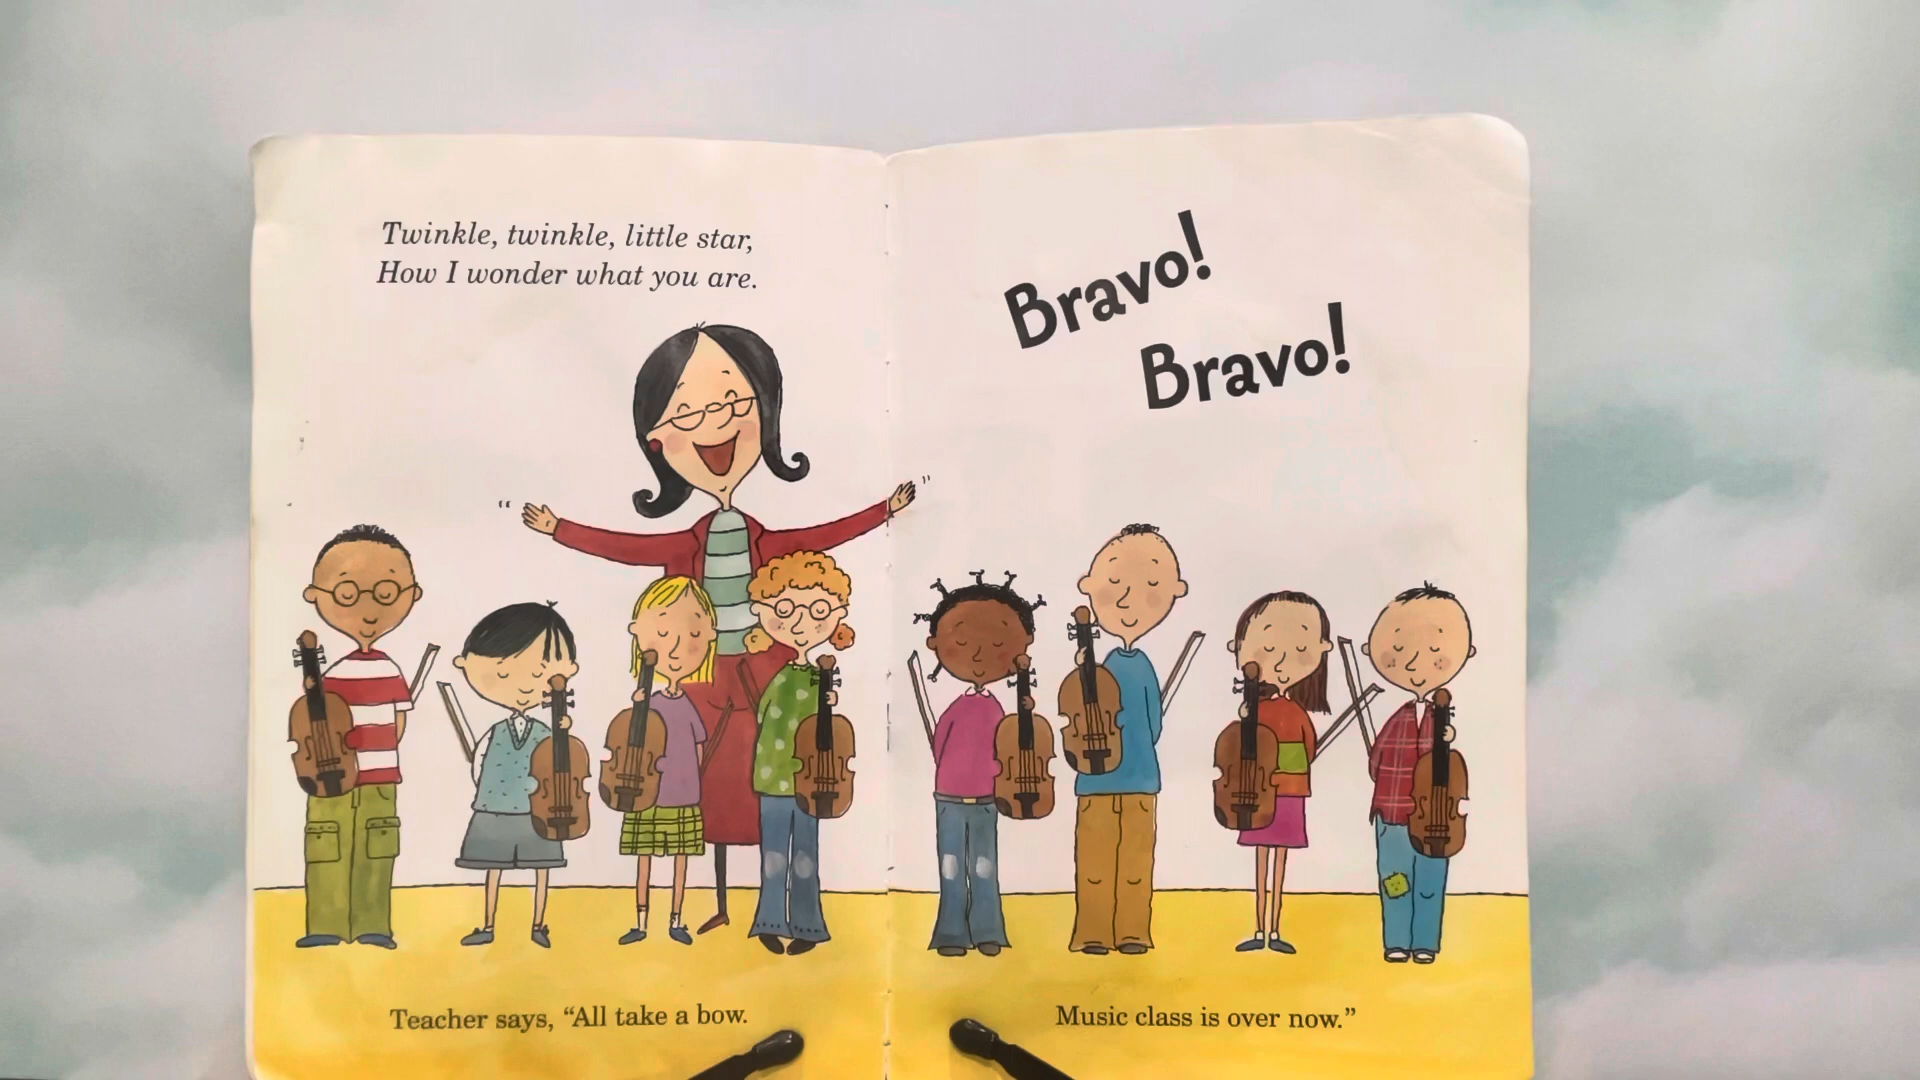 Twinkle, twinkle, little star,
How I wonder what you are.
Bravo!
Bravo!
Teacher says, “All take a bow.
Music class is over now.”